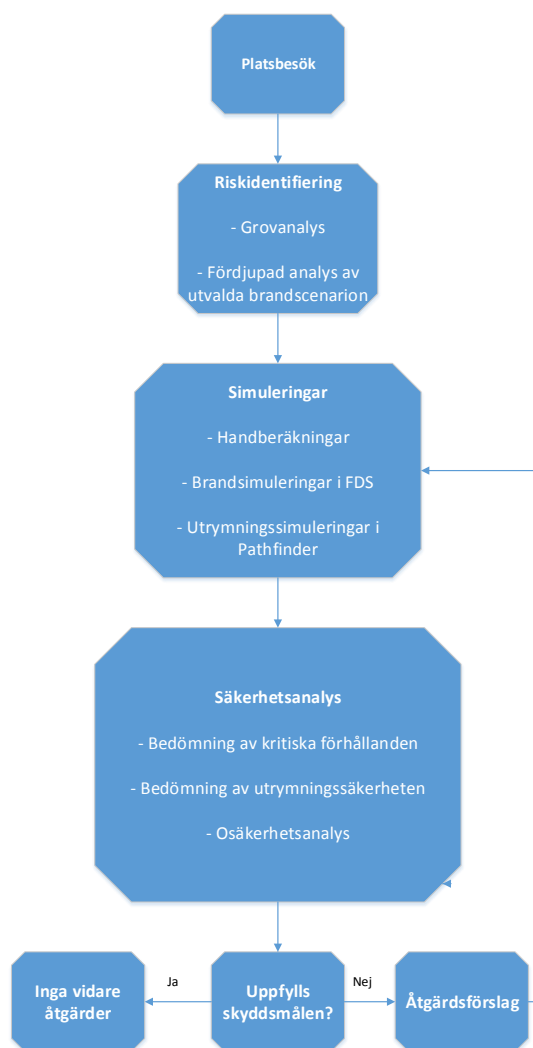 Platsbesök
Riskidentifiering
- Grovanalys
- Fördjupad analys av
utvalda brandscenarion
Simuleringar
- Handberäkningar
- Brandsimuleringar i FDS
- Utrymningssimuleringar i
Pathfinder
Säkerhetsanalys
- Bedömning av kritiska förhållanden
- Bedömning av utrymningssäkerheten
- Osäkerhetsanalys
Inga vidare
åtgärder
Ja
Uppfylls
skyddsmålen?
Nej
Åtgärdsförslag